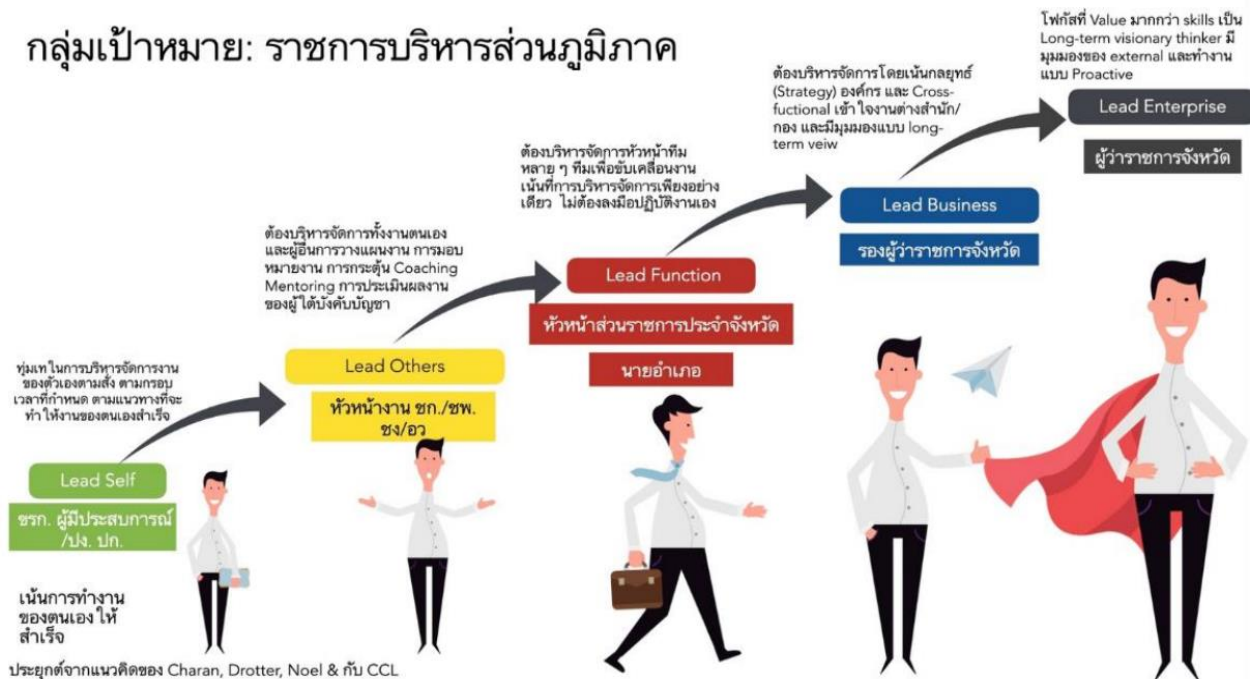 กลุ่มเป้าหมาย: ราชการบริหารส่วนภูมิภาค
โฟกัสที่ Value มากกว่า skills เป็น
Long-term visionary thinker มี
มุมมองของ external และทำงาน
แบบ Proactive
Lead Enterprise
ผู้ว่าราชการจังหวัด
ต้องบริหารจัดการโดยเน้นกลยุทธ์
(Strategy) องค์กร และ Cross-
fuctional เข้าใจงานต่างสำนัก/
กอง และมีมุมมองแบบ long-
term veiw
Lead Business
รองผู้ว่าราชการจังหวัด
ต้องบริหารจัดการหัวหน้าทีม
หลาย ๆ ทีมเพื่อขับเคลื่อนงาน
เน้นที่การบริหารจัดการเพียงอย่าง
เดียว ไม่ต้องลงมือปฏิบัติงานเอง
Lead Function
หัวหน้าส่วนราชการประจำจังหวัด
นายอำเภอ
ต้องบริหารจัดการทั้งงานตนเอง
และผู้อื่นการวางแผนงาน การมอบ
หมายงาน การกระตุ้น Coaching
Mentoring การประเมินผลงาน
ของผู้ใต้บังคับบัญชา
Lead Others
หัวหน้างาน ชก./ชพ.
ชง/อว
ทุ่มเทในการบริหารจัดการงาน
ของตัวเองตามสั่ง ตามกรอบ
เวลาที่กำหนด ตามแนวทางที่จะ
ทำให้งานของตนเองสำเร็จ
Lead Self
ขรก. ผู้มีประสบการณ์
/ปง. ปก.
เน้นการทำงาน
ของตนเองให้
สำเร็จ
ประยุกต์จากแนวคิดของ Charan, Drotter, Noel & กับ CCL